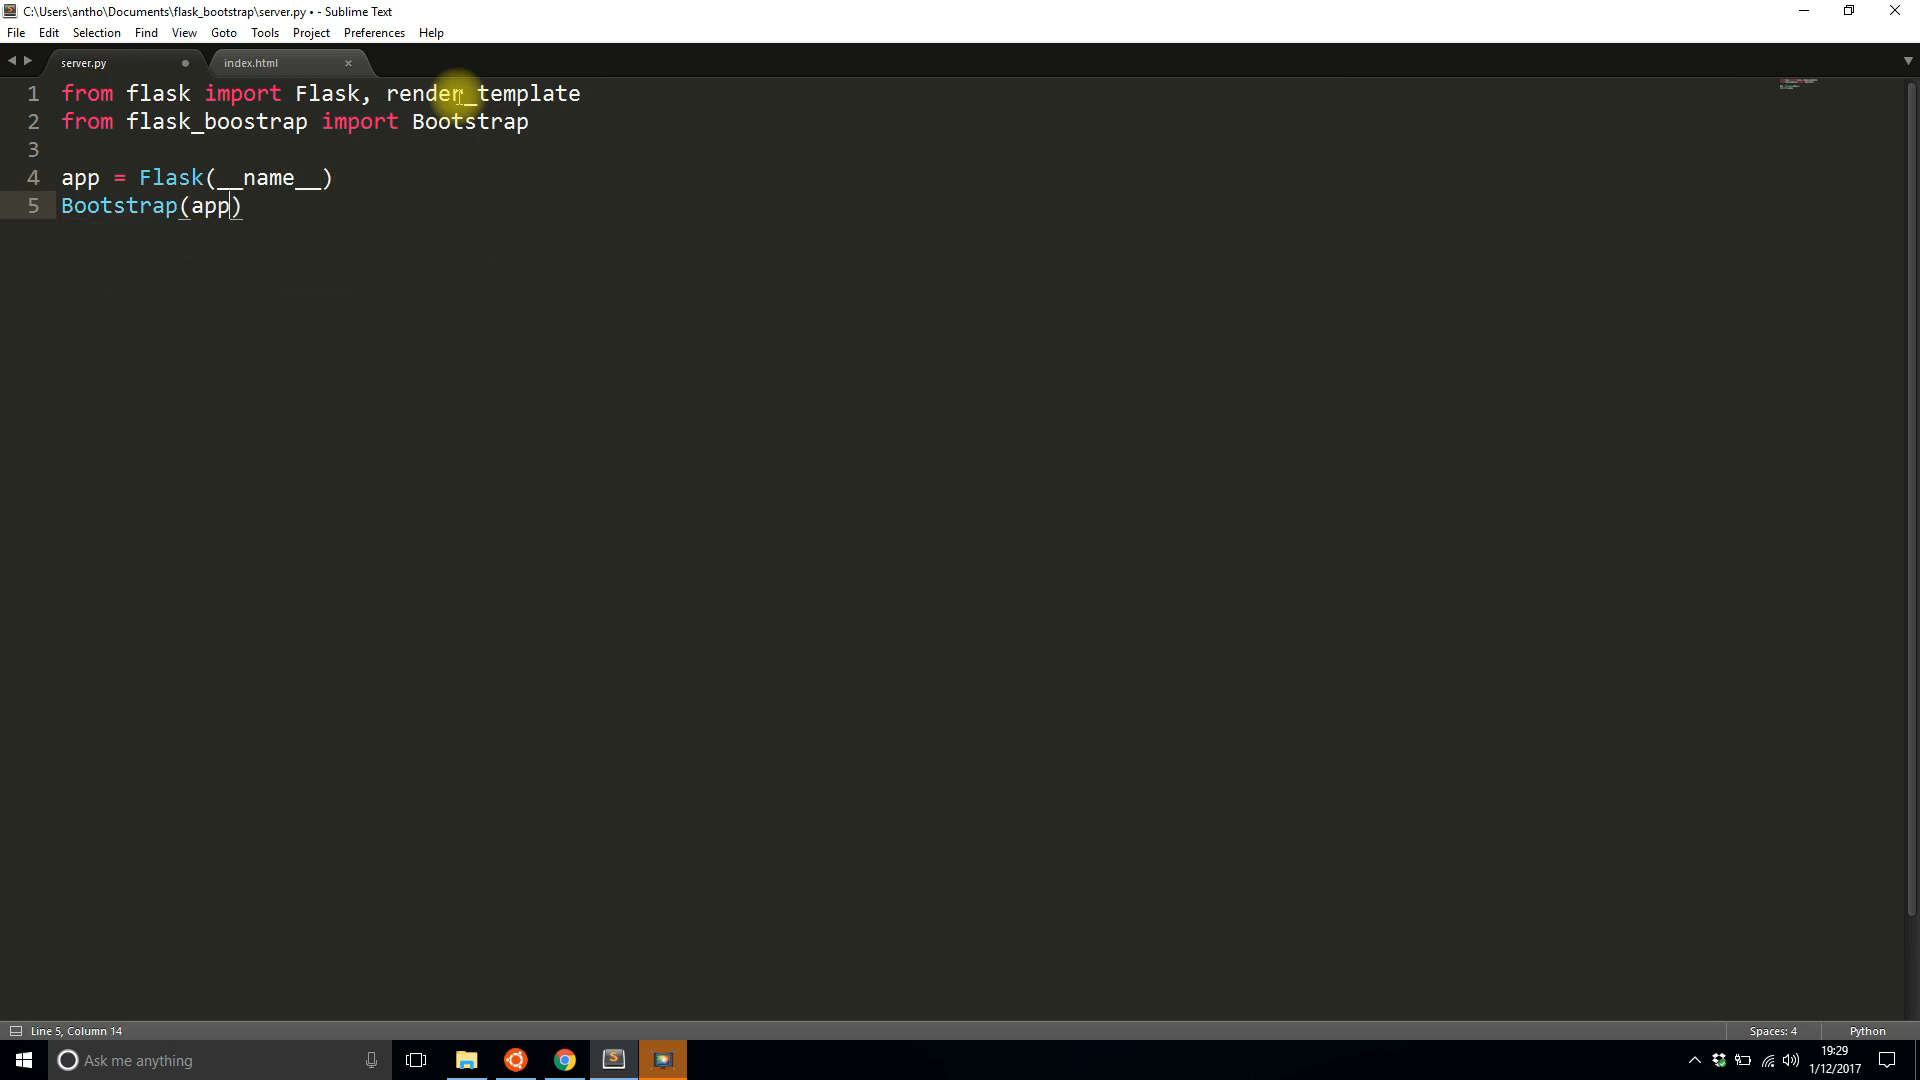 C:\Users\antho\Documents\flask_bootstrap\server.py • - Sublime Text
File Edit Selection Find View Goto Tools Project Preferences Help
server.py index.html
1 from flask import Flask, render_template
2 from flask_boostrap import Bootstrap
3
4 app = Flask(__name__)
5 Bootstrap(app)
Line 5, Column 14 Spaces: 4 Python
Ask me anything
19:29
1/12/2017